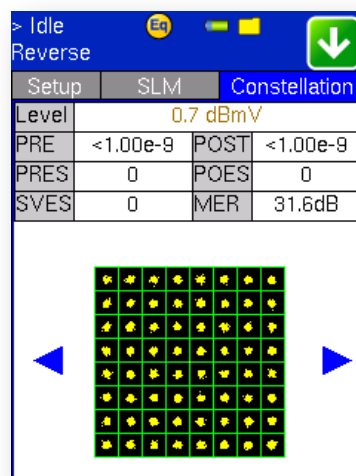 > Idle
Eq
Reverse
Setup SLM Constellation
Level 0.7 dBmV
PRE <1.00e-9 POST <1.00e-9
PRES 0 POES 0
SVES 0 MER 31.6dB